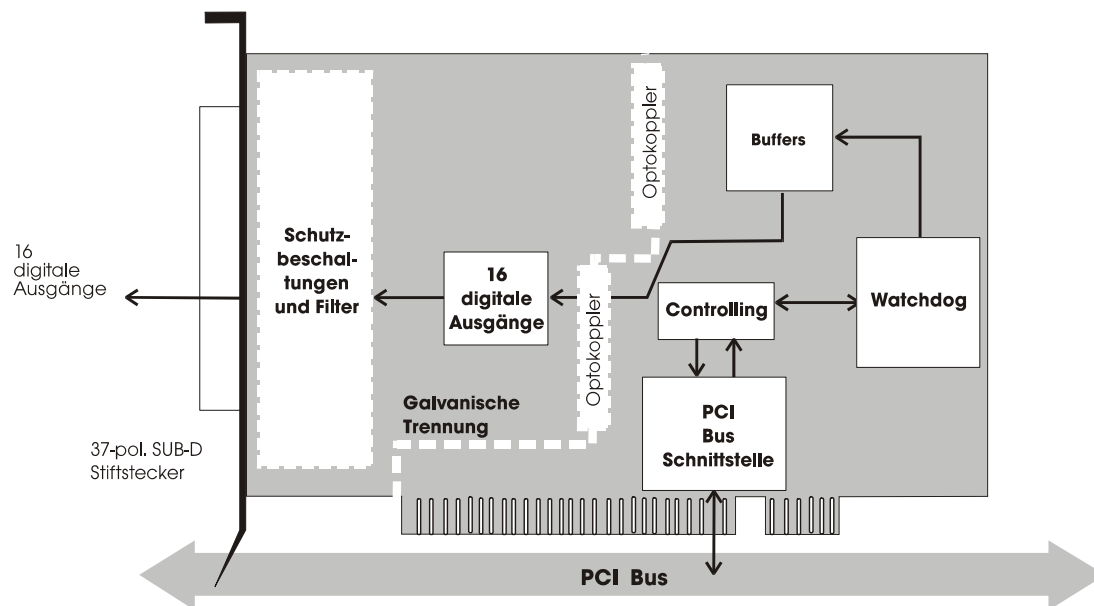 Optokoppler
Buffers
16
digitale
Ausgänge
Schutz-
beschal-
tungen
und Filter
16
digitale
Ausgänge
Optokoppler
Controlling
Watchdog
Galvanische
Trennung
PCI
Bus
Schnittstelle
37-pol. SUB-D
Stiftstecker
PCI Bus